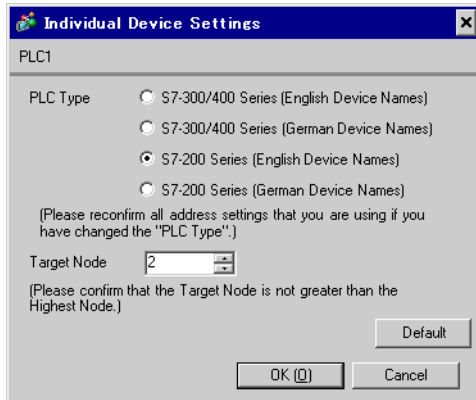 Individual Device Settings
PLC1
PLC Type
S7-300/400 Series (English Device Names)
S7-300/400 Series (German Device Names)
S7-200 Series (English Device Names)
S7-200 Series (German Device Names)
(Please reconfirm all address settings that you are using if you
have changed the "PLC Type".)
Target Node 2
(Please confirm that the Target Node is not greater than the
Highest Node.)
Default
OK (O) Cancel